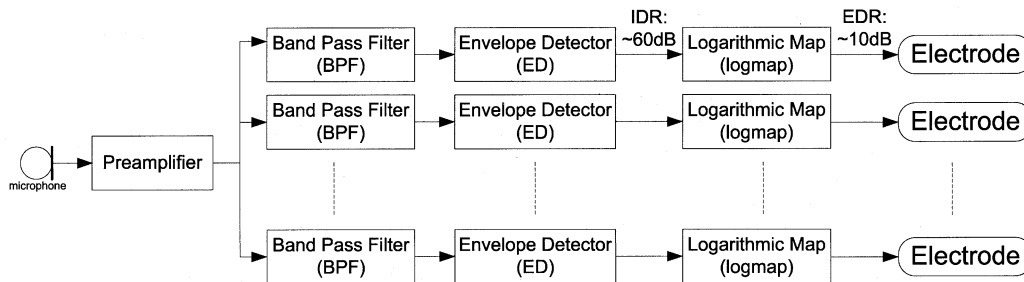 IDR:
EDR:
~60dB
~10dB
Band Pass Filter
(BPF)
Envelope Detector
(ED)
Logarithmic Map
(logmap)
Electrode
Band Pass Filter
(BPF)
Envelope Detector
(ED)
Logarithmic Map
(logmap)
Electrode
Preamplifier
microphone
Band Pass Filter
(BPF)
Envelope Detector
(ED)
Logarithmic Map
(logmap)
Electrode